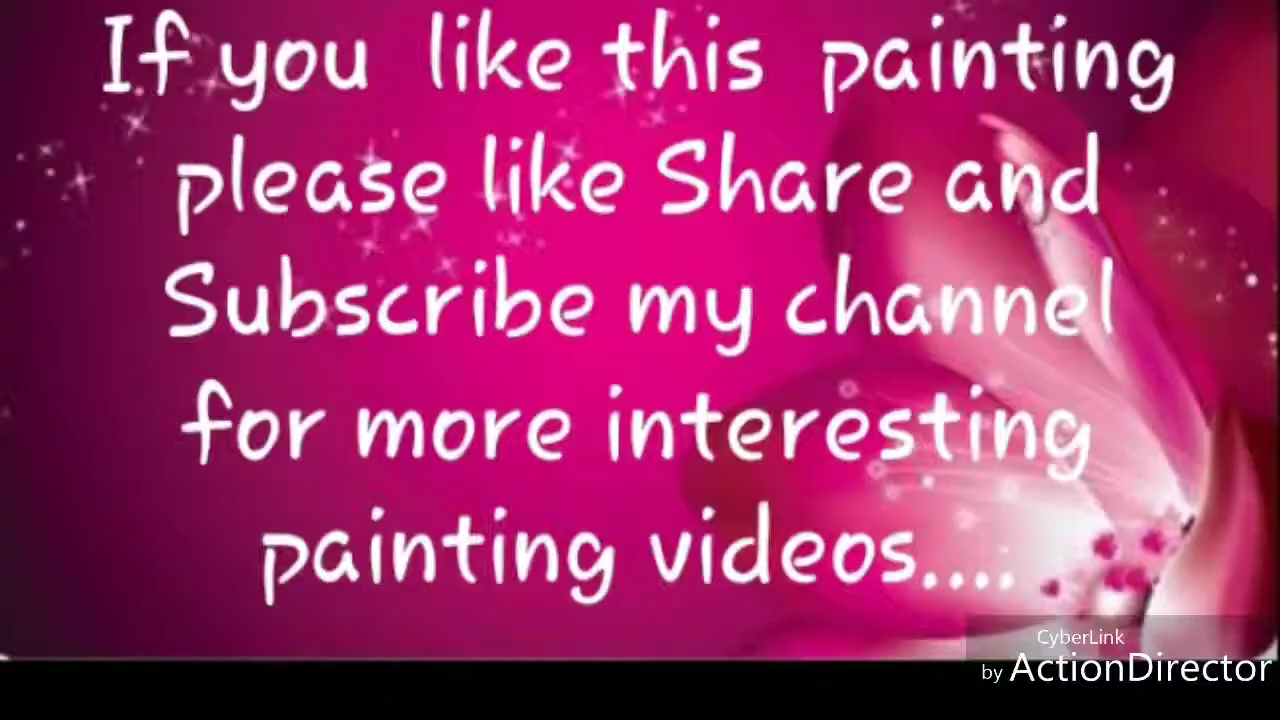 If you like this painting
please like Share and
Subscribe my channel
for more interesting
painting videos....
CyberLink
by ActionDirector